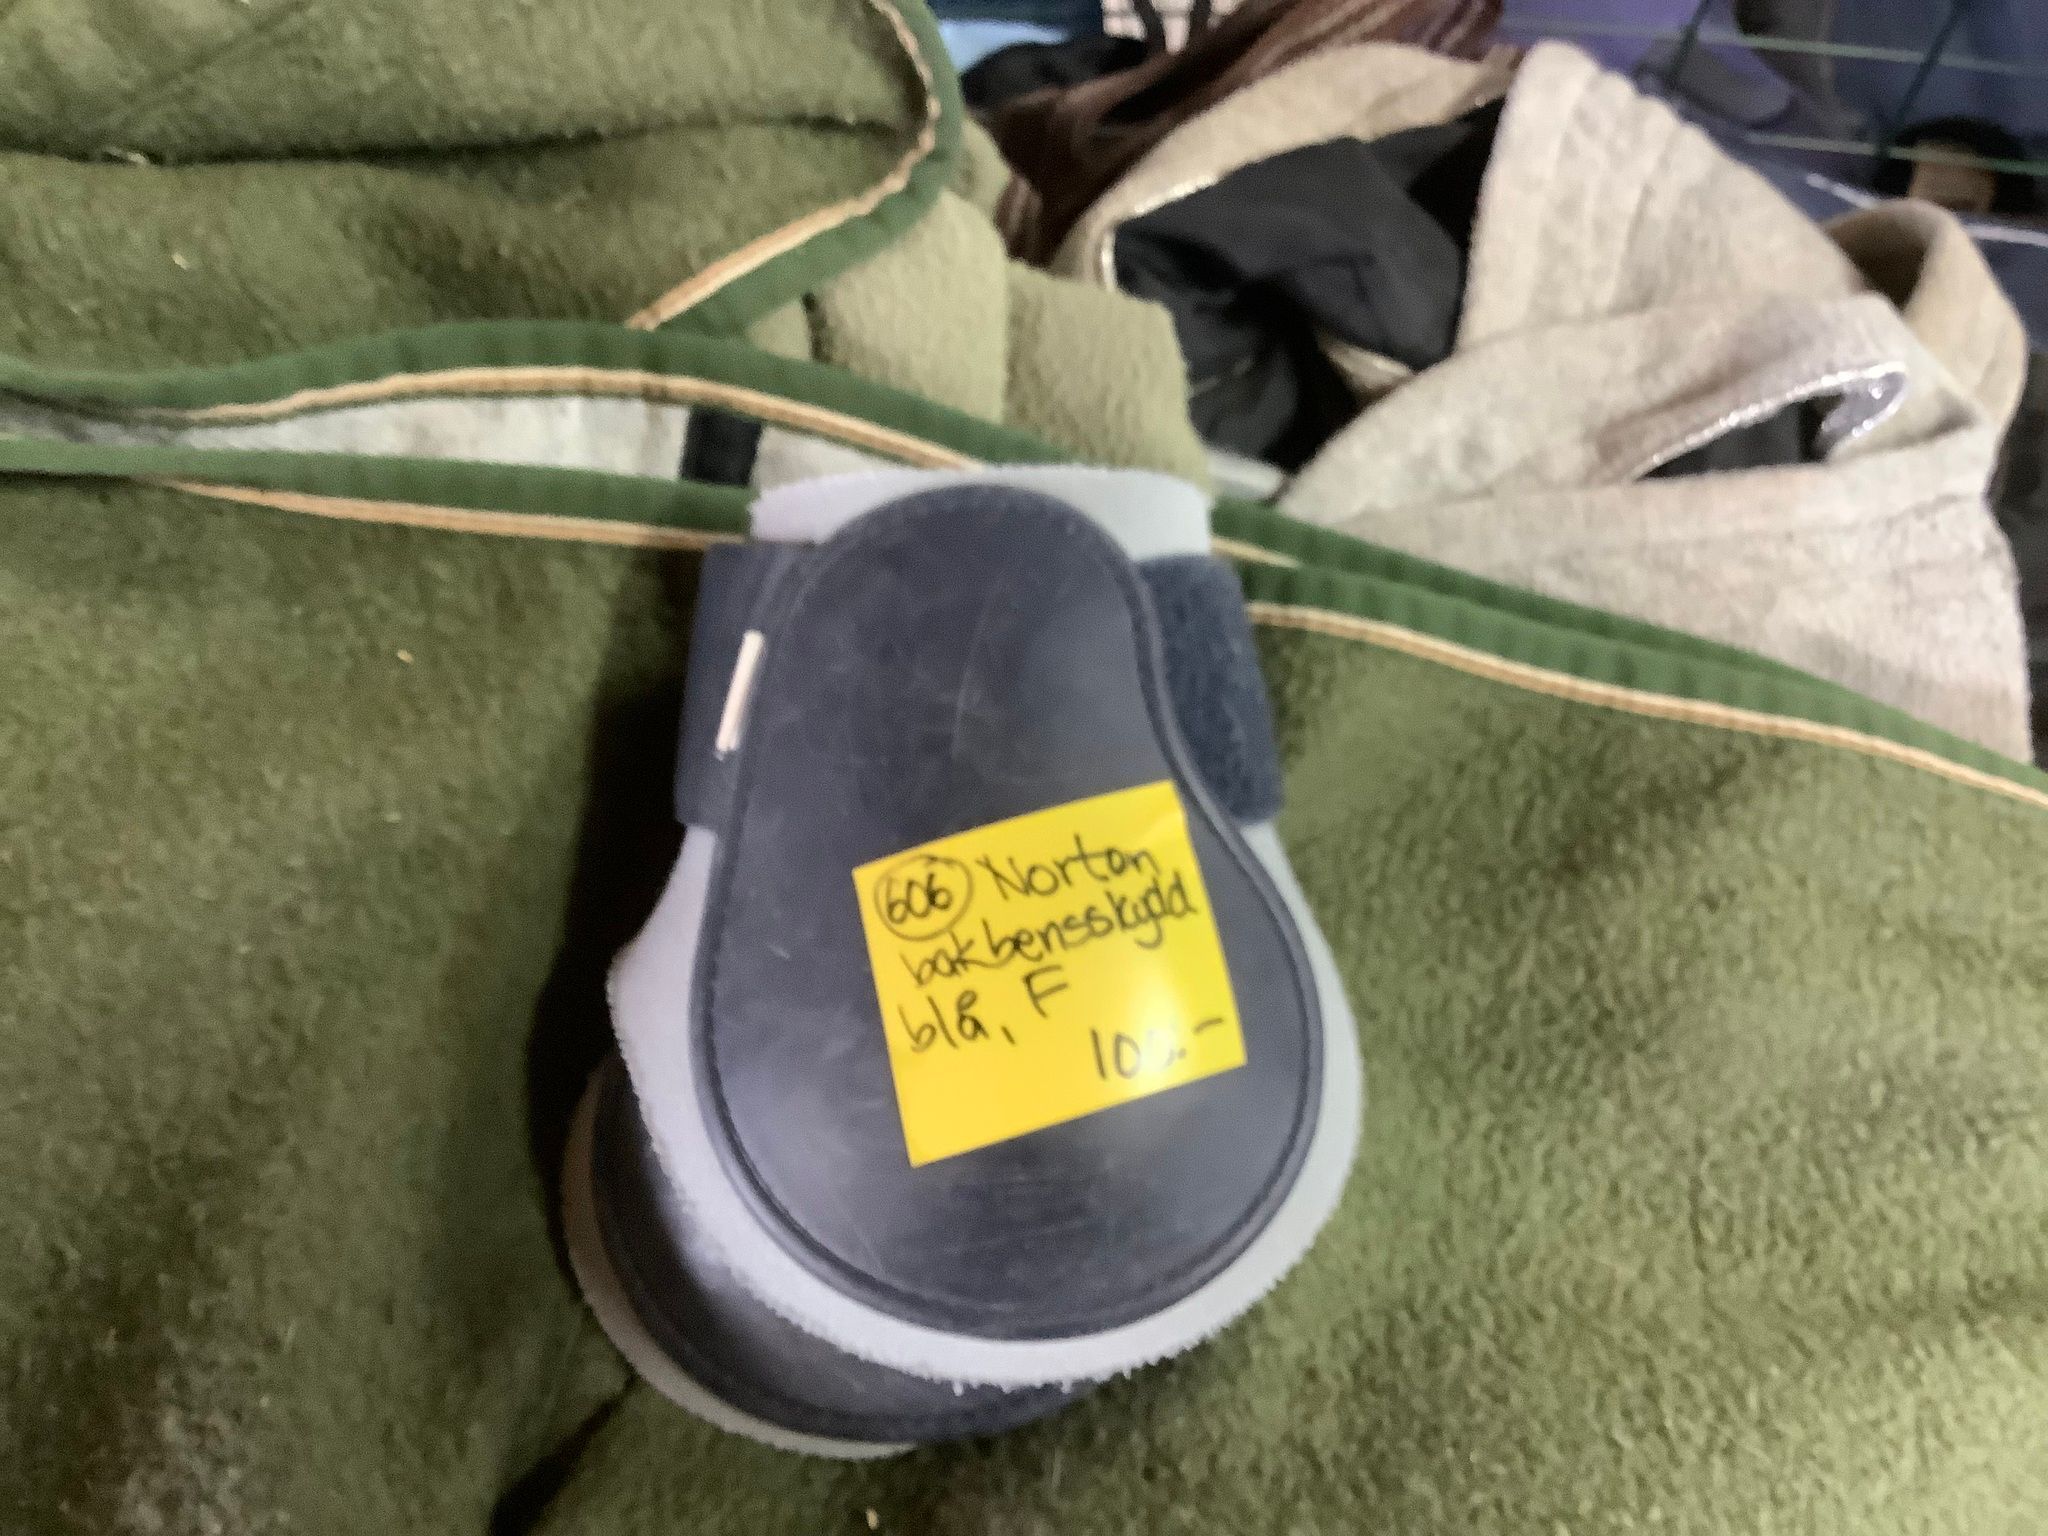 606 Norton
bakbensskydd
blå, F
100.-